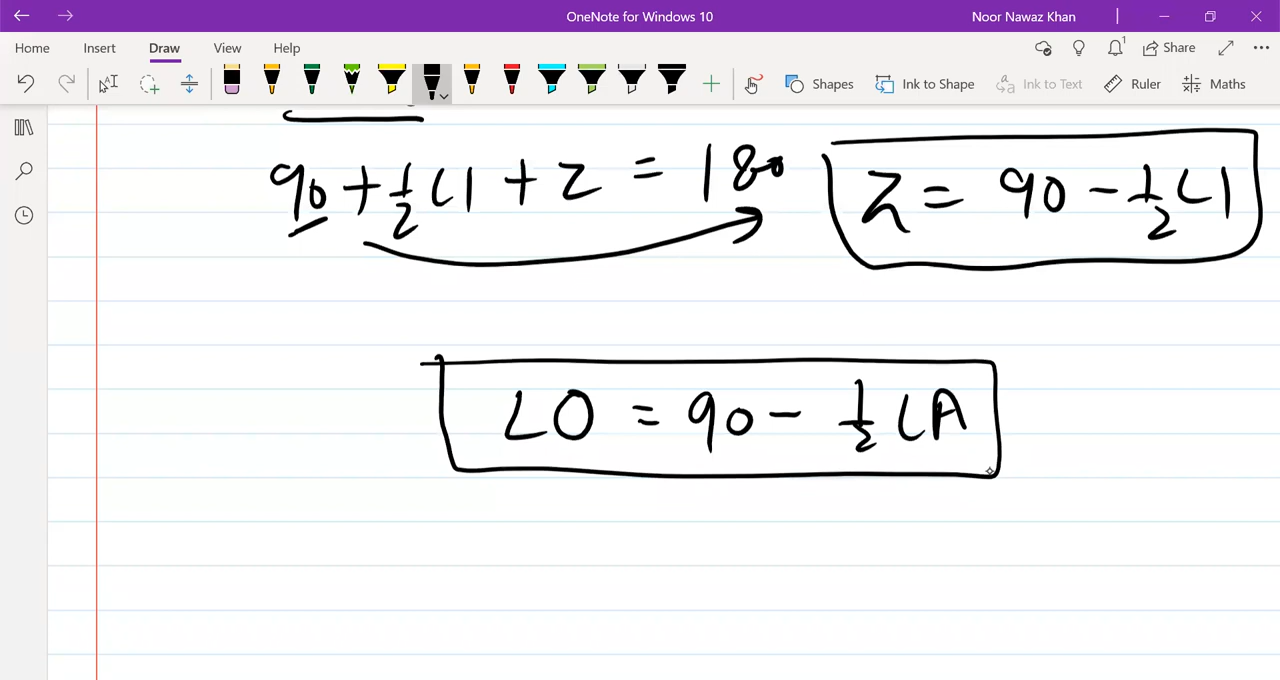 OneNote for Windows 10
Noor Nawaz Khan
Home Insert Draw View Help
1 Share
Shapes Ink to Shape Ink to Text Ruler Maths
90 + 1/2 ∠1 + Z = 180
Z = 90 - 1/2 ∠1
∠O = 90 - 1/2 ∠A